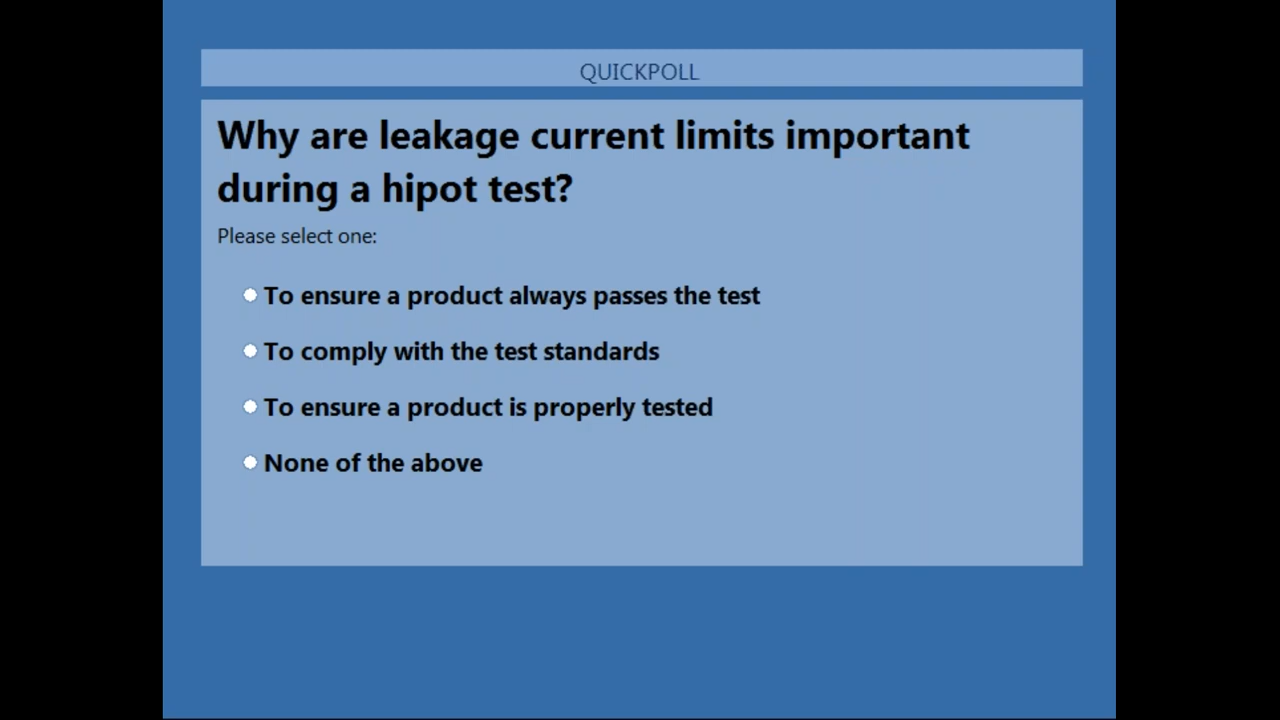 QUICKPOLL
Why are leakage current limits important
during a hipot test?
Please select one:
To ensure a product always passes the test
To comply with the test standards
To ensure a product is properly tested
None of the above